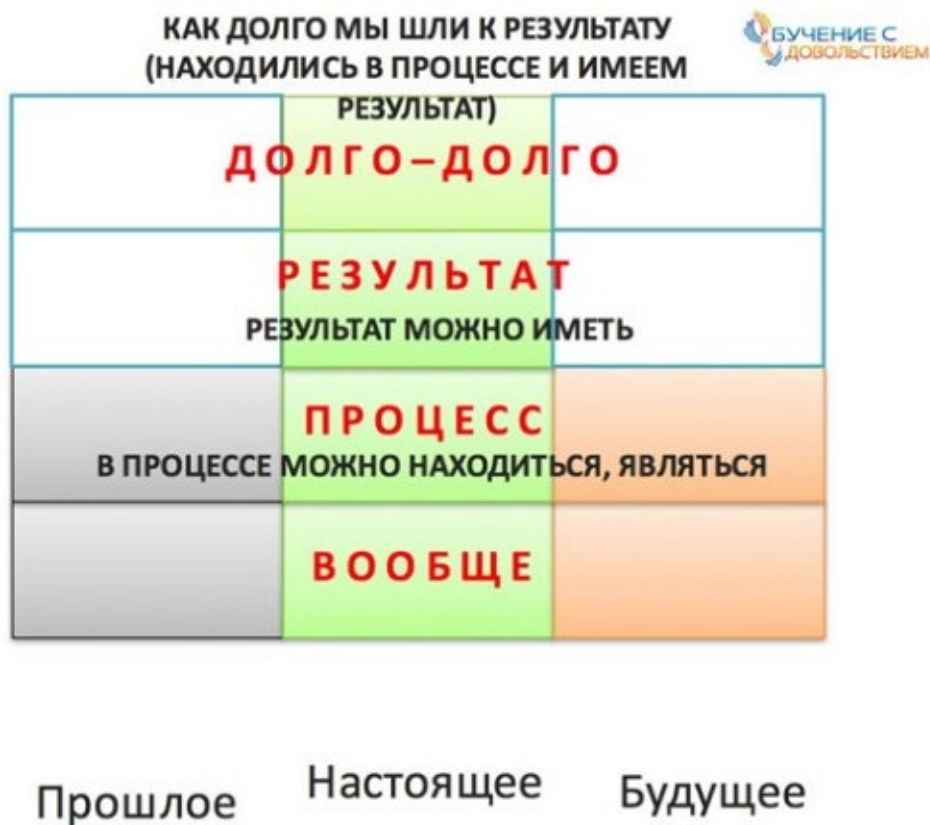 КАК ДОЛГО МЫ ШЛИ К РЕЗУЛЬТАТУ
(НАХОДИЛИСЬ В ПРОЦЕССЕ И ИМЕЕМ
РЕЗУЛЬТАТ)
БУЧЕНИЕ С
ДОВОЛЬСТВИЕМ
ДОЛГО–ДОЛГО
РЕЗУЛЬТАТ
РЕЗУЛЬТАТ МОЖНО ИМЕТЬ
ПРОЦЕСС
В ПРОЦЕССЕ МОЖНО НАХОДИТЬСЯ, ЯВЛЯТЬСЯ
ВООБЩЕ
Прошлое Настоящее Будущее